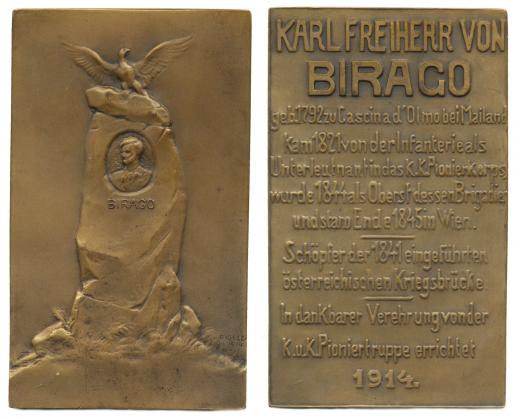 BIRAGO
KARL FREIHERR VON
BIRAGO
geb. 1792 zu Cascina d'Olmo bei Mailand
kam 1821 von der Infanterie als
Unterleutnant in das k.k. Pionierkorps
wurde 1844 als Oberst dessen Brigadier
und starb Ende 1845 in Wien.
Schöpfer der 1841 eingeführten
österreichischen Kriegsbrücke
In dankbarer Verehrung von der
k.u.k. Pioniertruppe errichtet
1914.